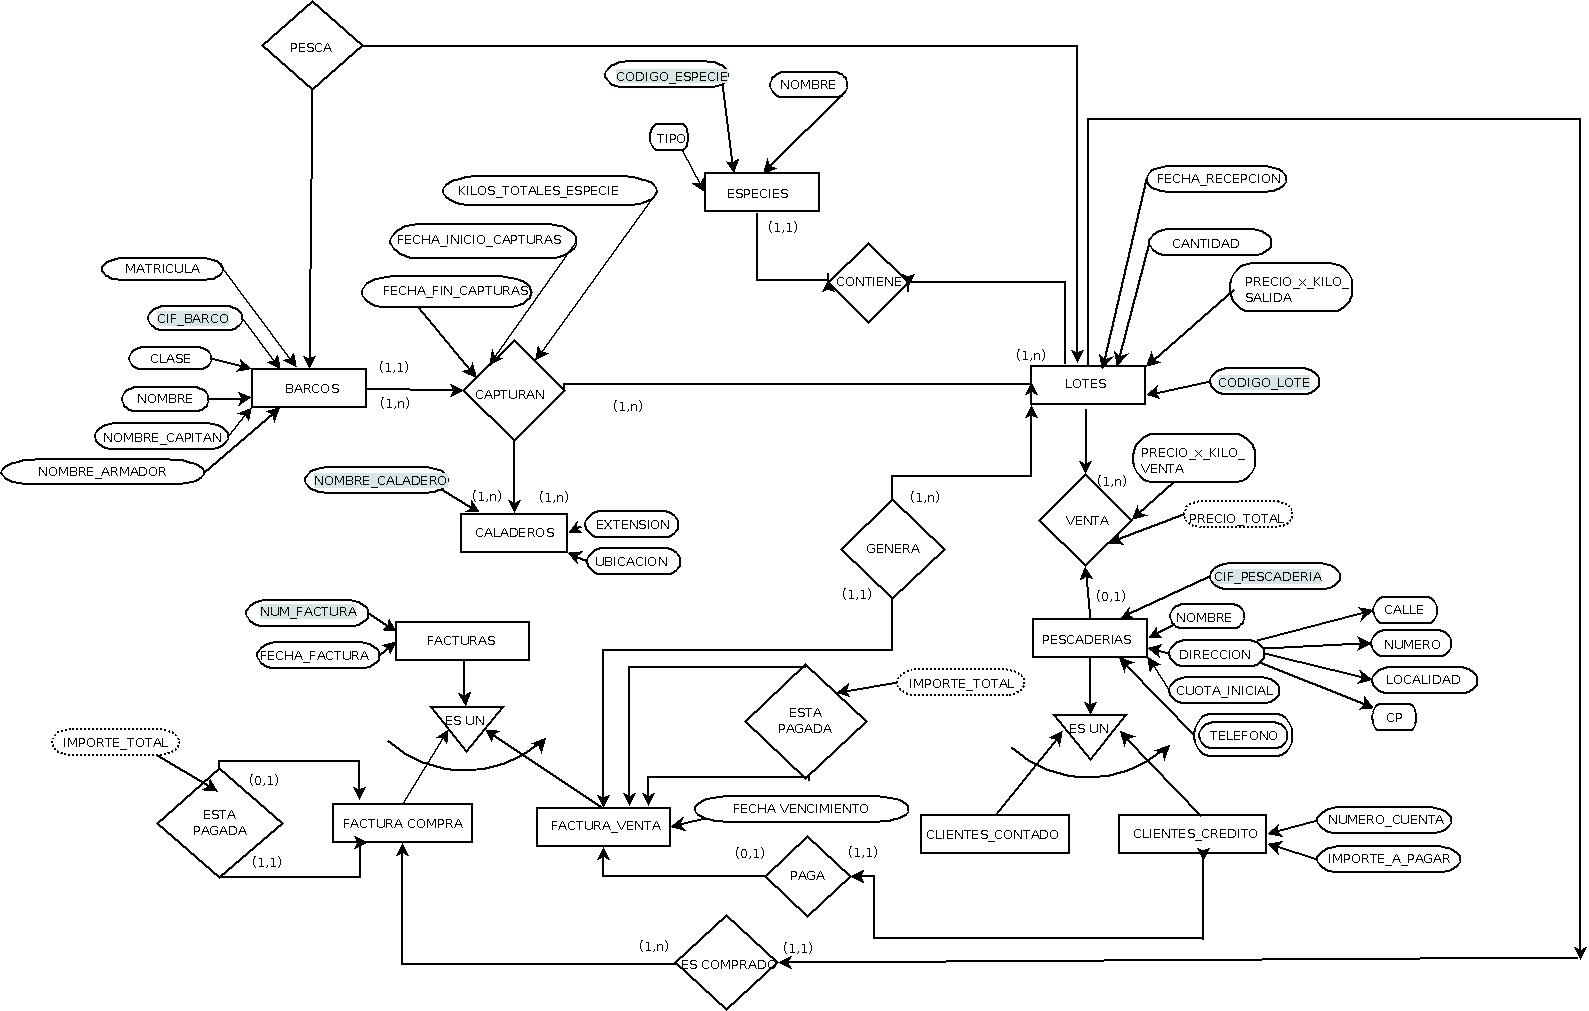 PESCA
CODIGO_ESPECIE
NOMBRE
TIPO
ESPECIES
(1,1)
KILOS_TOTALES_ESPECIE
FECHA_INICIO_CAPTURAS
FECHA_FIN_CAPTURAS
CONTIENE
FECHA_RECEPCION
CANTIDAD
PRECIO_x_KILO_
SALIDA
MATRICULA
CIF_BARCO
CLASE
NOMBRE
NOMBRE_CAPITAN
NOMBRE_ARMADOR
BARCOS
(1,1)
(1,n)
CAPTURAN
(1,n)
(1,n)
LOTES
CODIGO_LOTE
NOMBRE_CALADERO
(1,n)
(1,n)
CALADEROS
EXTENSION
UBICACION
PRECIO_x_KILO_
VENTA
(1,n)
VENTA
PRECIO_TOTAL
(1,n)
GENERA
(1,1)
(0,1)
CIF_PESCADERIA
NOMBRE
PESCADERIAS
DIRECCION
CUOTA_INICIAL
TELEFONO
CALLE
NUMERO
LOCALIDAD
CP
NUM_FACTURA
FECHA_FACTURA
FACTURAS
ES UN
IMPORTE_TOTAL
ESTA
PAGADA
ES UN
IMPORTE_TOTAL
(0,1)
ESTA
PAGADA
(1,1)
FACTURA COMPRA
FACTURA_VENTA
FECHA VENCIMIENTO
CLIENTES_CONTADO
CLIENTES_CREDITO
NUMERO_CUENTA
IMPORTE_A_PAGAR
(0,1)
PAGA
(1,1)
(1,n)
ES COMPRADO
(1,1)